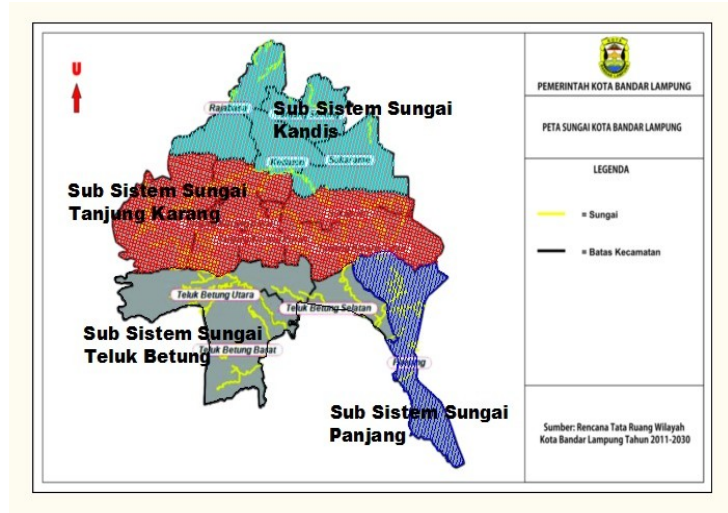 U
Rajabasa
Sub Sistem Sungai
Kandis
Kedaton
Sukarame
Sub Sistem Sungai
Tanjung Karang
Teluk Betung Utara
Teluk Betung Selatan
Sub Sistem Sungai
Teluk Betung
Teluk Betung Barat
Panjang
Sub Sistem Sungai
Panjang
KOTA
PEMERINTAH KOTA BANDAR LAMPUNG
PETA SUNGAI KOTA BANDAR LAMPUNG
LEGENDA
= Sungai
= Batas Kecamatan
Sumber: Rencana Tata Ruang Wilayah
Kota Bandar Lampung Tahun 2011-2030